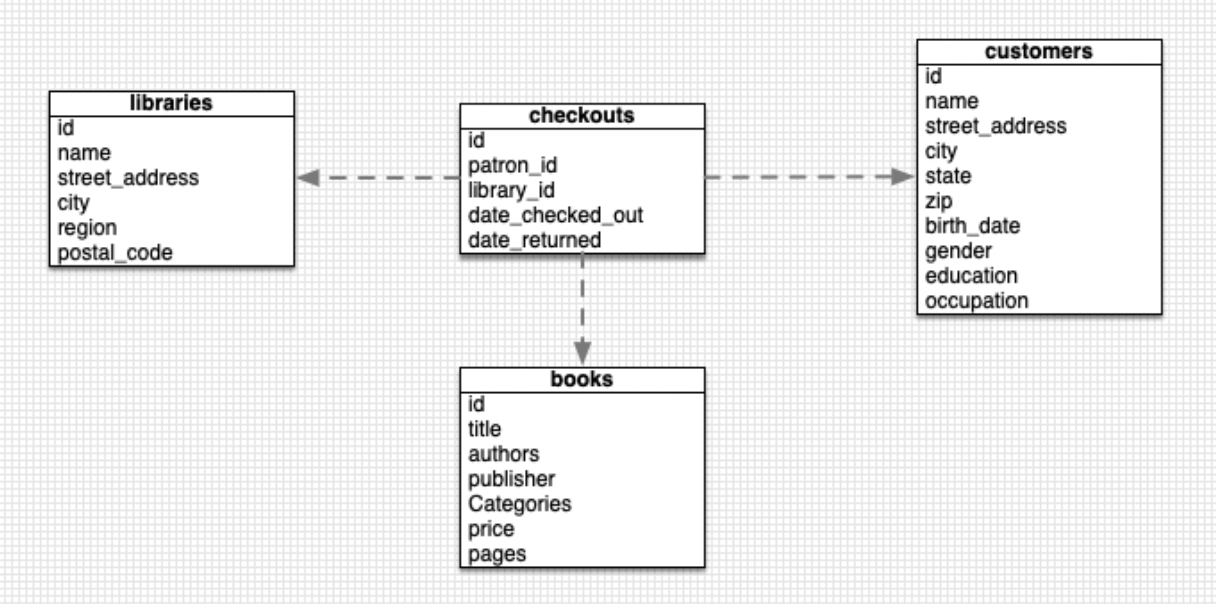 libraries
id
name
street_address
city
region
postal_code
checkouts
id
patron_id
library_id
date_checked_out
date_returned
customers
id
name
street_address
city
state
zip
birth_date
gender
education
occupation
books
id
title
authors
publisher
Categories
price
pages